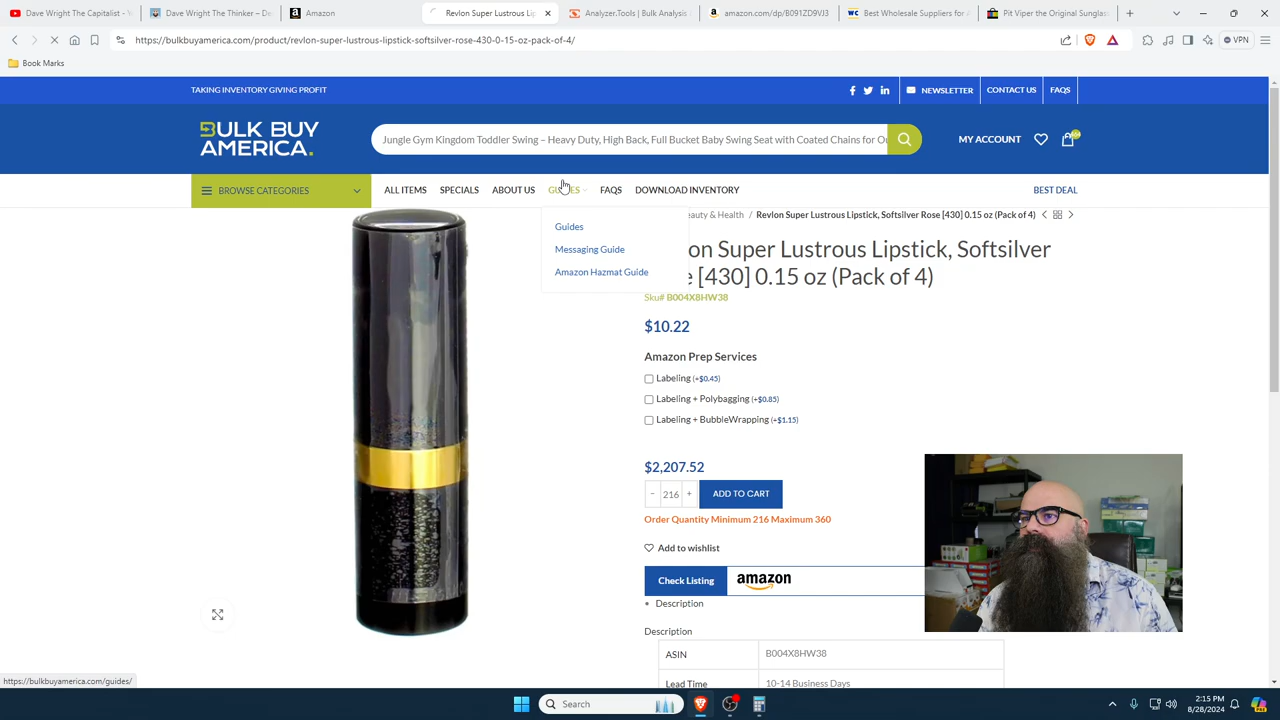 Dave Wright The Capitalist - Y
Dave Wright The Thinker – De
Amazon
Revlon Super Lustrous Lip
Analyzer.Tools | Bulk Analysis
amazon.com/dp/B091ZD9VJ3
Best Wholesale Suppliers for A
Pit Viper the Original Sunglas
https://bulkbuyamerica.com/product/revlon-super-lustrous-lipstick-softsilver-rose-430-0-15-oz-pack-of-4/
VPN
Book Marks
TAKING INVENTORY GIVING PROFIT
NEWSLETTER
CONTACT US
FAQS
BULK BUY
AMERICA.
Jungle Gym Kingdom Toddler Swing – Heavy Duty, High Back, Full Bucket Baby Swing Seat with Coated Chains for Ou
MY ACCOUNT
BROWSE CATEGORIES
ALL ITEMS
SPECIALS
ABOUT US
GUIDES
FAQS
DOWNLOAD INVENTORY
BEST DEAL
Guides
Messaging Guide
Amazon Hazmat Guide
eauty & Health / Revlon Super Lustrous Lipstick, Softsilver Rose [430] 0.15 oz (Pack of 4)
on Super Lustrous Lipstick, Softsilver
e [430] 0.15 oz (Pack of 4)
Sku# B004X8HW38
$10.22
Amazon Prep Services
Labeling (+$0.45)
Labeling + Polybagging (+$0.85)
Labeling + BubbleWrapping (+$1.15)
$2,207.52
- 216 +
ADD TO CART
Order Quantity Minimum 216 Maximum 360
Add to wishlist
Check Listing
amazon
Description
Description
ASIN
B004X8HW38
Lead Time
10-14 Business Days
https://bulkbuyamerica.com/guides/
Search
2:15 PM
8/28/2024